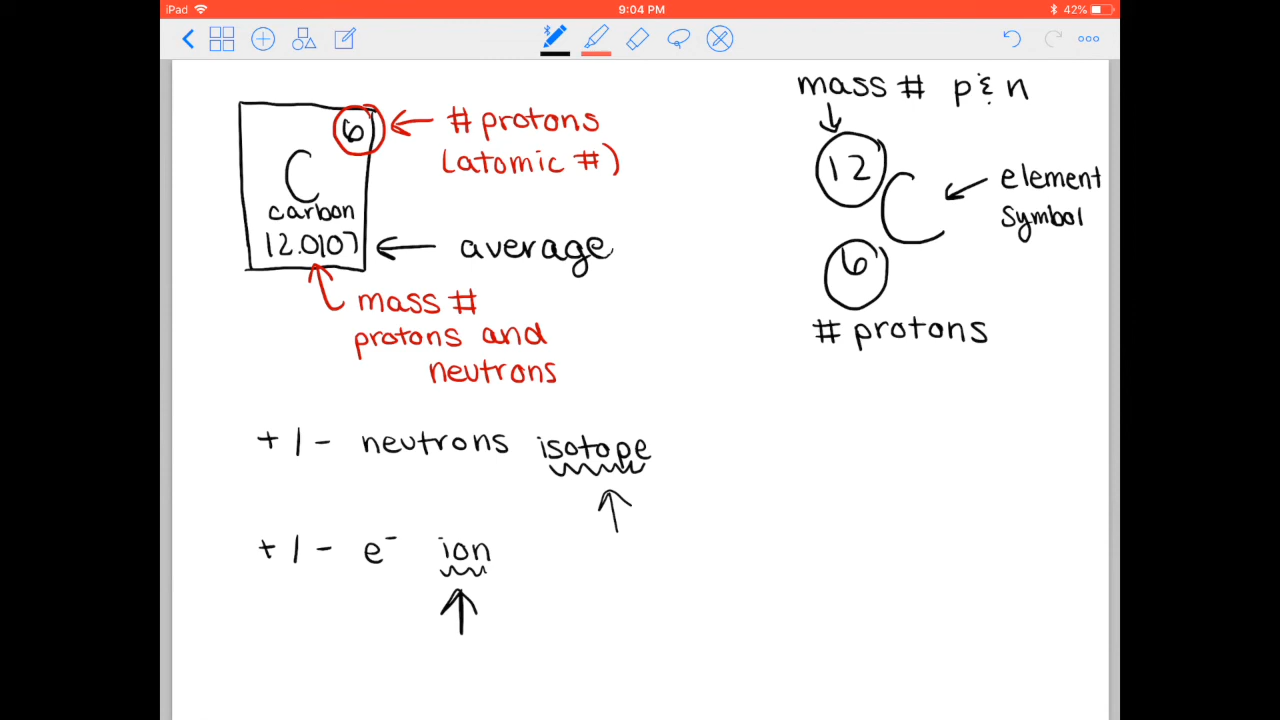 iPad
9:04 PM
42%
6
C
carbon
12.0107
# protons
(atomic #)
average
mass #
protons and
neutrons
mass # p & n
12
C
6
element
symbol
# protons
+/- neutrons isotope
+/- e⁻ ion